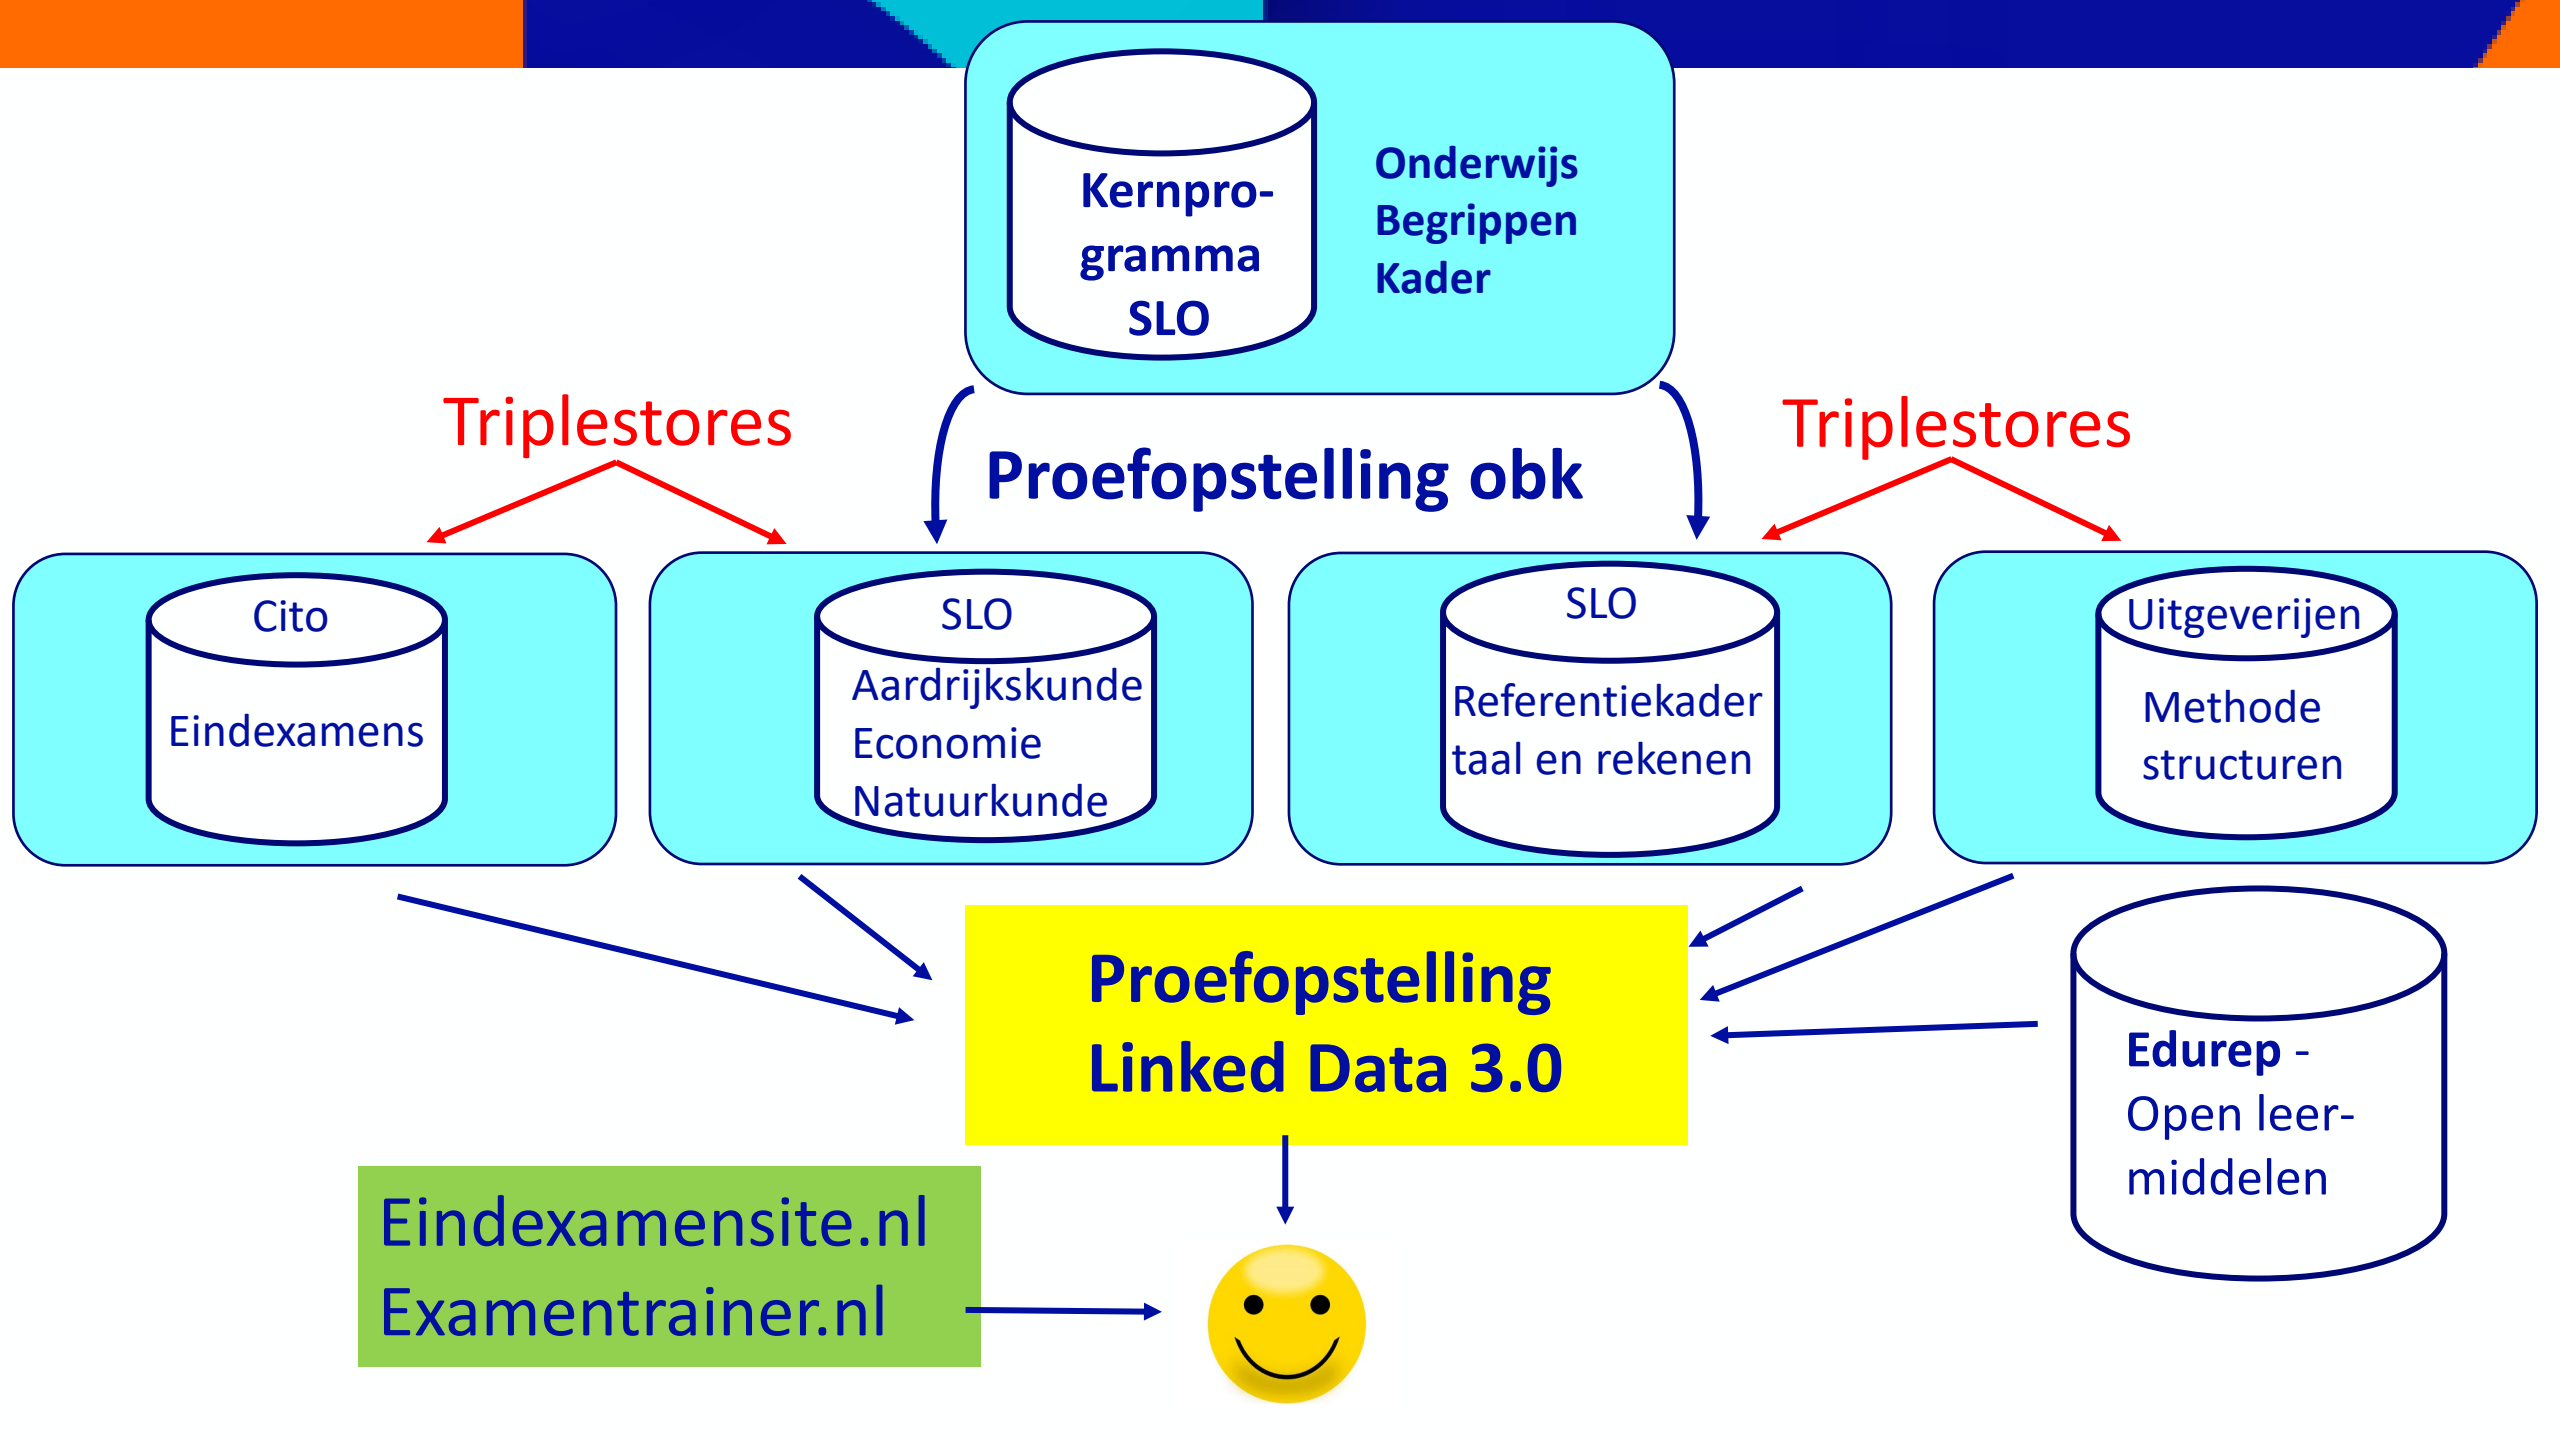 Kernpro-
gramma
SLO
Onderwijs
Begrippen
Kader
Triplestores
Triplestores
Proefopstelling obk
Cito
Eindexamens
SLO
Aardrijkskunde
Economie
Natuurkunde
SLO
Referentiekader
taal en rekenen
Uitgeverijen
Methode
structuren
Proefopstelling
Linked Data 3.0
Edurep -
Open leer-
middelen
Eindexamensite.nl
Examentrainer.nl